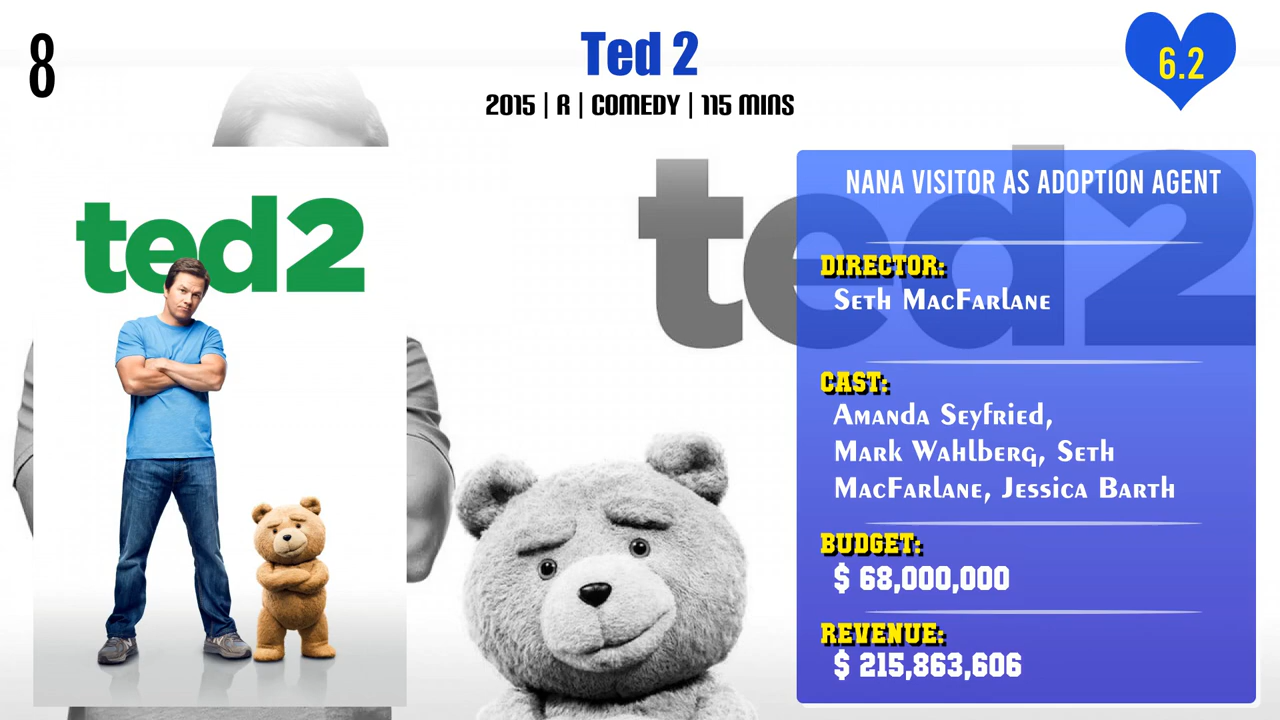 8
Ted 2
6.2
2015 | R | COMEDY | 115 MINS
ted2
ted2
NANA VISITOR AS ADOPTION AGENT
DIRECTOR:
SETH MACFARLANE
CAST:
AMANDA SEYFRIED,
MARK WAHLBERG, SETH
MACFARLANE, JESSICA BARTH
BUDGET:
$ 68,000,000
REVENUE:
$ 215,863,606